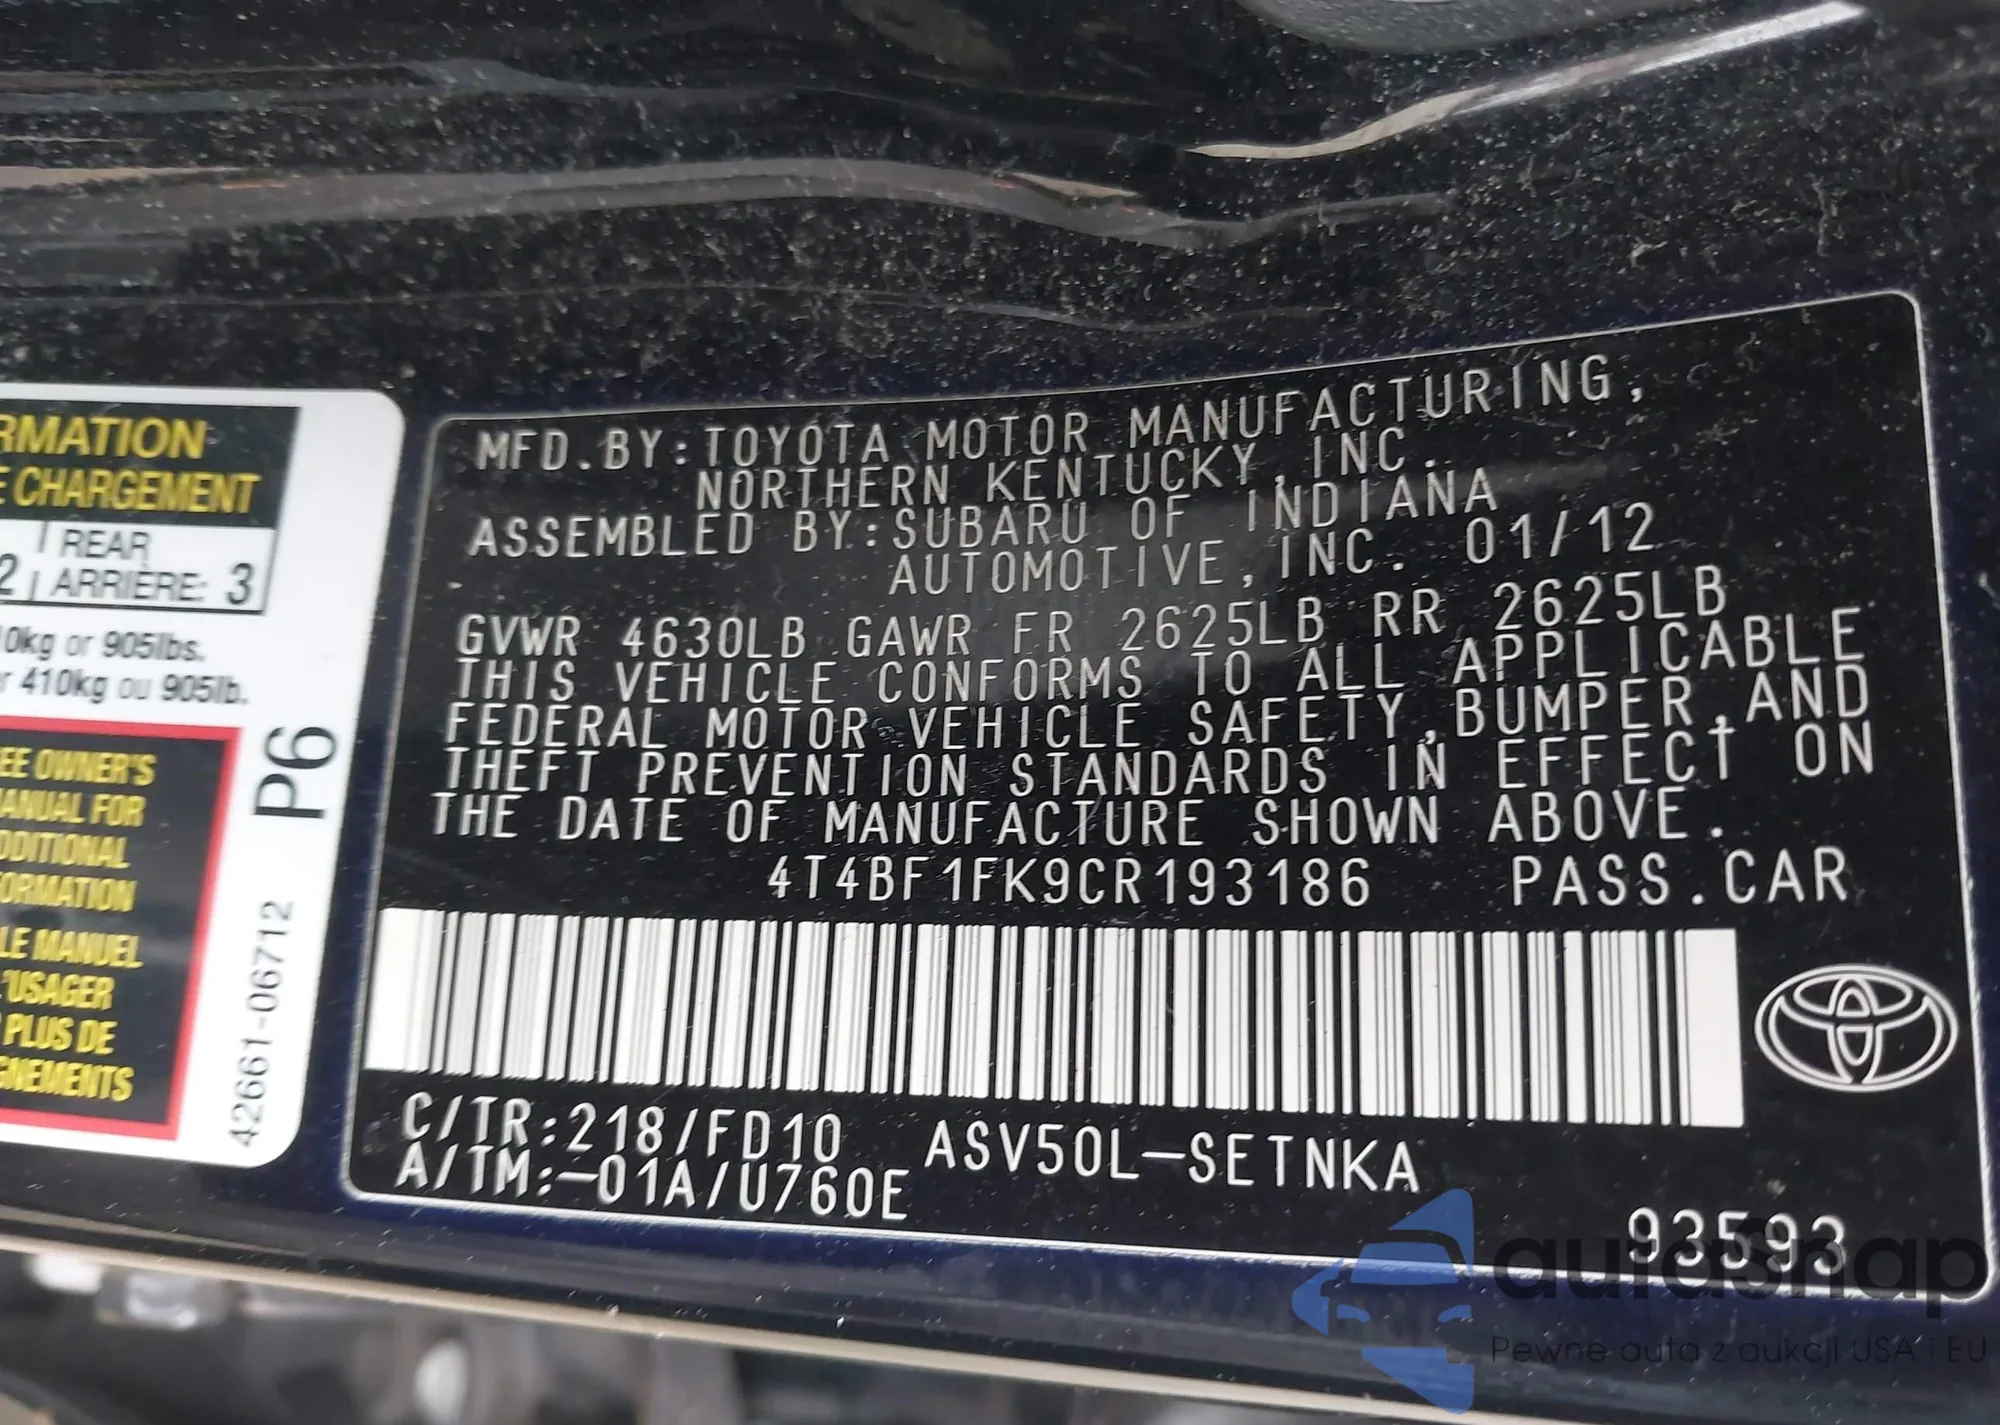 RMATION
E CHARGEMENT
REAR
2 ARRIÈRE: 3
0kg or 905lbs.
r 410kg ou 905lb.
EE OWNER'S
ANUAL FOR
DDITIONAL
ORMATION
LE MANUEL
'USAGER
PLUS DE
GNEMENTS
P6
42661-06712
MFD.BY:TOYOTA MOTOR MANUFACTURING,
NORTHERN KENTUCKY,INC.
ASSEMBLED BY:SUBARU OF INDIANA
AUTOMOTIVE,INC. 01/12
GVWR 4630LB GAWR FR 2625LB RR 2625LB
THIS VEHICLE CONFORMS TO ALL APPLICABLE
FEDERAL MOTOR VEHICLE SAFETY,BUMPER,AND
THEFT PREVENTION STANDARDS IN EFFECT ON
THE DATE OF MANUFACTURE SHOWN ABOVE.
4T4BF1FK9CR193186 PASS.CAR
C/TR:218/FD10 ASV50L-SETNKA
A/TM:-01A/U760E
93593
autasnap
Pewne auta z aukcji USA i EU